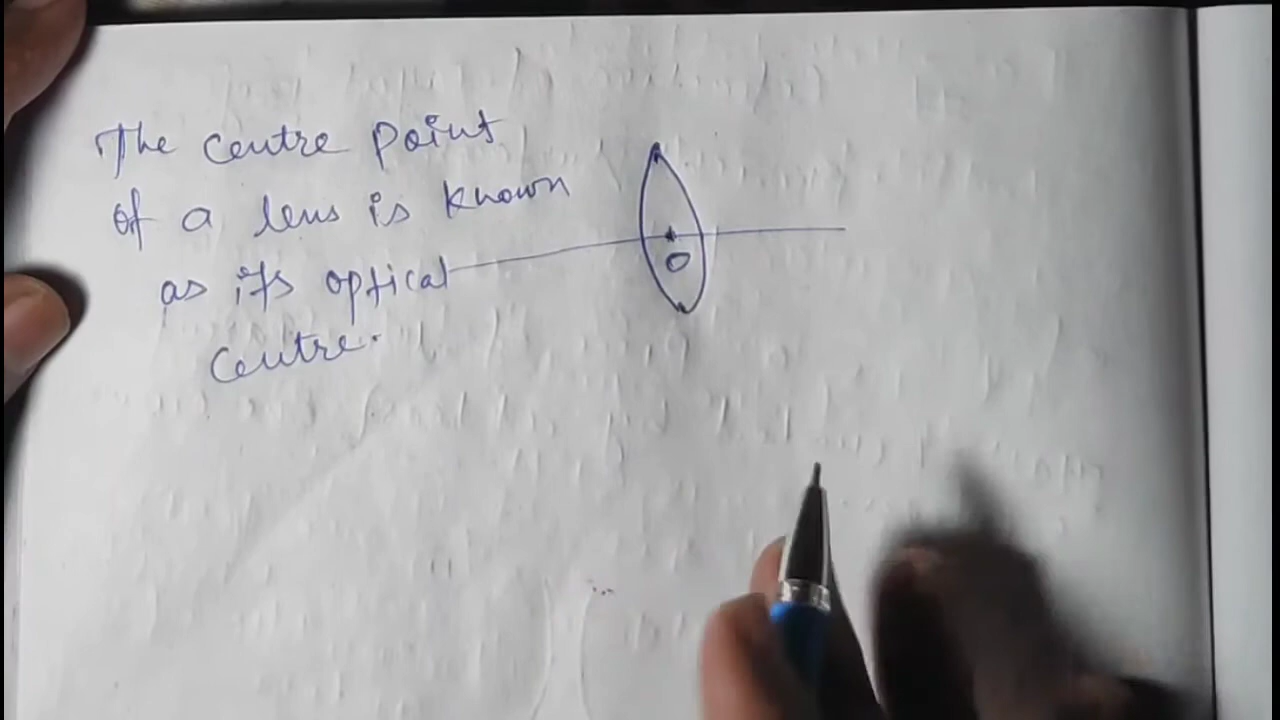 The centre point
of a lens is known
as its optical
centre.
O